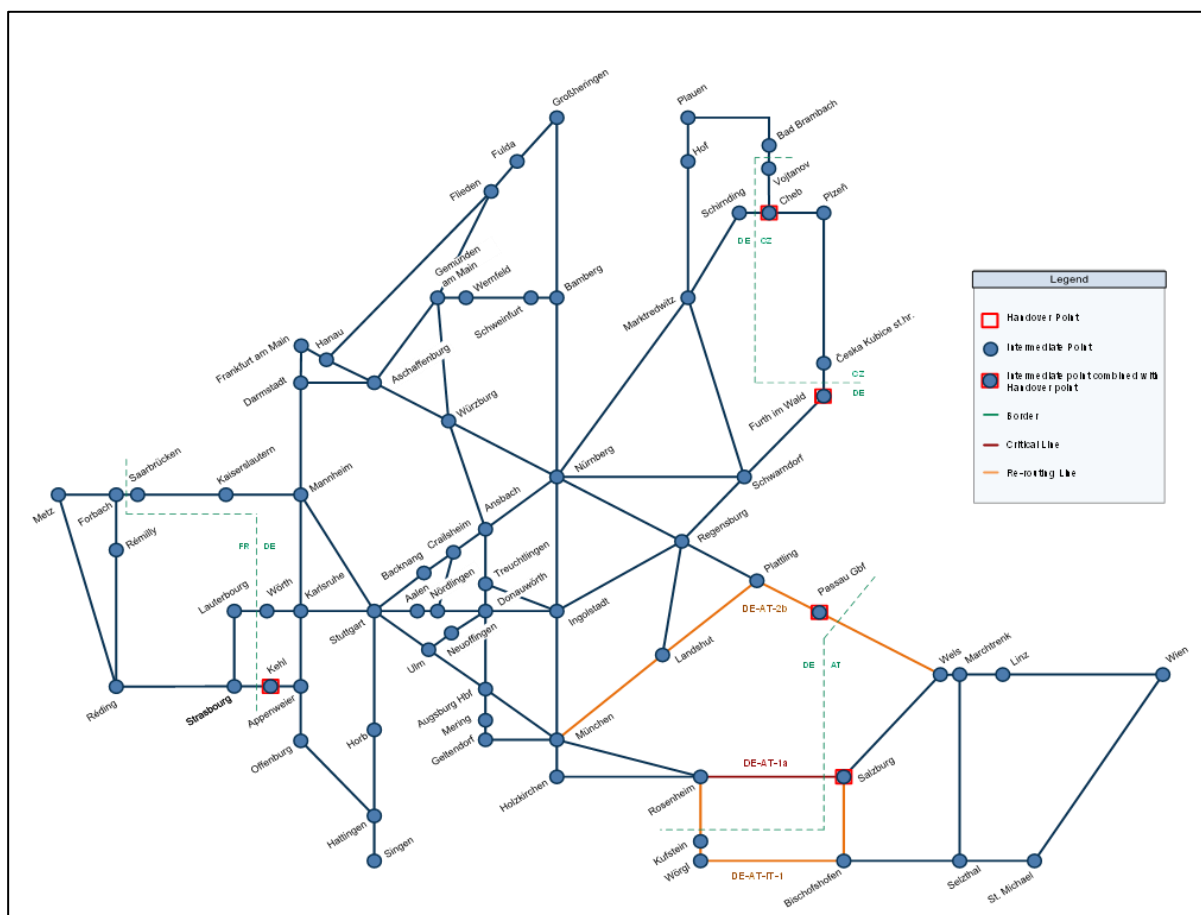 Großheringen
Plauen
Bad Brambach
Fulda
Hof
Vojtanov
Flieden
Schirnding
Cheb
Plzeň
DE
CZ
Gemünden
am Main
Wernfeld
Bamberg
Schweinfurt
Marktredwitz
Legend
Handover Point
Intermediate Point
Intermediate point combined with
Handover point
Border
Critical Line
Re-routing Line
Frankfurt am Main
Hanau
Aschaffenburg
Darmstadt
Česka Kubice st.hr.
CZ
DE
Furth im Wald
Würzburg
Nürnberg
Schwarndorf
Saarbrücken
Kaiserslautern
Mannheim
Metz
Forbach
Rémilly
Ansbach
Crailsheim
Backnang
Regensburg
FR
DE
Treuchtlingen
Plattling
Passau Gbf
Lauterbourg
Wörth
Karlsruhe
Stuttgart
Aalen
Nördlingen
Donauwörth
Ingolstadt
DE-AT-2b
Neuoffingen
Ulm
Landshut
DE
AT
Kehl
Réding
Strasbourg
Appenweier
Wels
Marchtrenk
Linz
Wien
Augsburg Hbf
Mering
Geltendorf
München
Offenburg
Horb
Holzkirchen
Rosenheim
DE-AT-1a
Salzburg
Hattingen
Singen
Kufstein
Wörgl
DE-AT-IT-1
Bischofshofen
Selzthal
St. Michael